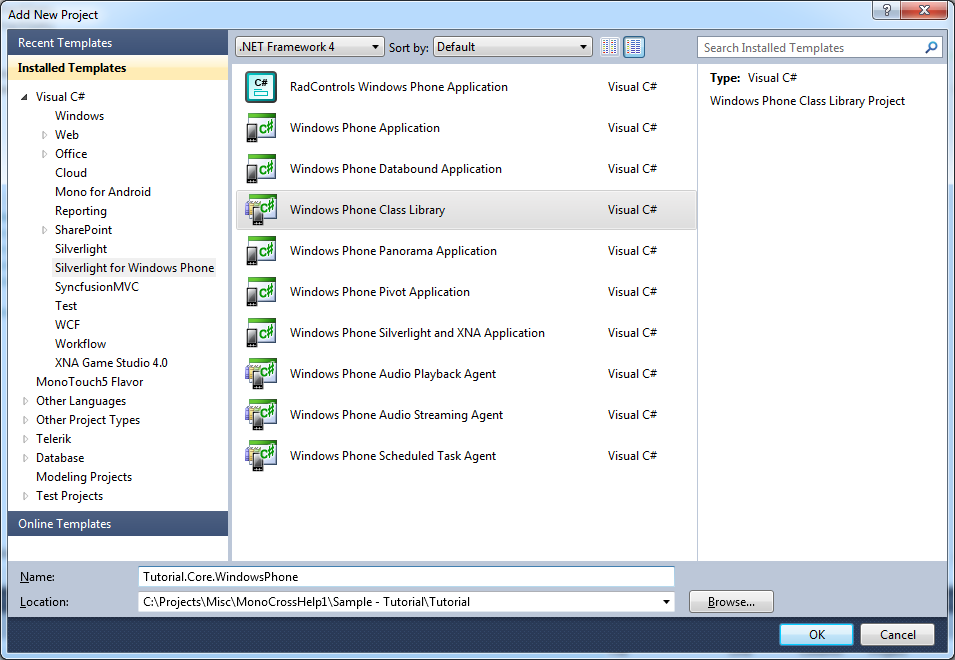 Add New Project
Recent Templates
Installed Templates
Visual C#
Windows
Web
Office
Cloud
Mono for Android
Reporting
SharePoint
Silverlight
Silverlight for Windows Phone
SyncfusionMVC
Test
WCF
Workflow
XNA Game Studio 4.0
MonoTouch5 Flavor
Other Languages
Other Project Types
Telerik
Database
Modeling Projects
Test Projects
Online Templates
.NET Framework 4 Sort by: Default
RadControls Windows Phone Application Visual C#
Windows Phone Application Visual C#
Windows Phone Databound Application Visual C#
Windows Phone Class Library Visual C#
Windows Phone Panorama Application Visual C#
Windows Phone Pivot Application Visual C#
Windows Phone Silverlight and XNA Application Visual C#
Windows Phone Audio Playback Agent Visual C#
Windows Phone Audio Streaming Agent Visual C#
Windows Phone Scheduled Task Agent Visual C#
Search Installed Templates
Type: Visual C#
Windows Phone Class Library Project
Name: Tutorial.Core.WindowsPhone
Location: C:\Projects\Misc\MonoCrossHelp1\Sample - Tutorial\Tutorial Browse...
OK Cancel